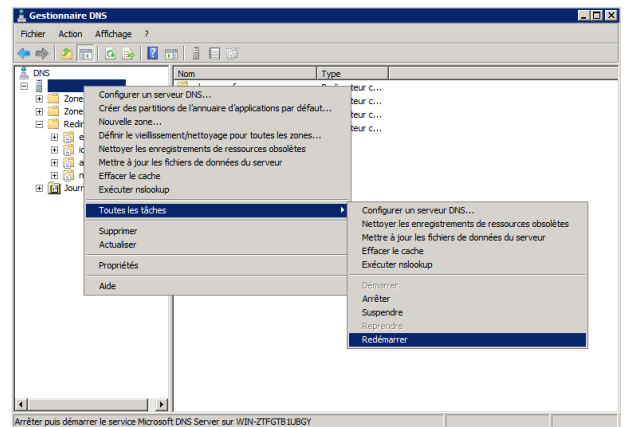 Gestionnaire DNS
Fichier Action Affichage ?
DNS
Nom Type
Zone
Zone
Redir
Jourr
teur c...
teur c...
teur c...
Configurer un serveur DNS...
Créer des partitions de l'annuaire d'applications par défaut...
Nouvelle zone...
Définir le vieillissement/nettoyage pour toutes les zones...
Nettoyer les enregistrements de ressources obsolètes
Mettre à jour les fichiers de données du serveur
Effacer le cache
Exécuter nslookup
Toutes les tâches
Supprimer
Actualiser
Propriétés
Aide
Configurer un serveur DNS...
Nettoyer les enregistrements de ressources obsolètes
Mettre à jour les fichiers de données du serveur
Effacer le cache
Exécuter nslookup
Démarrer
Arrêter
Suspendre
Reprendre
Redémarrer
Arrêter puis démarrer le service Microsoft DNS Server sur WIN-ZTFGTB1UBGY